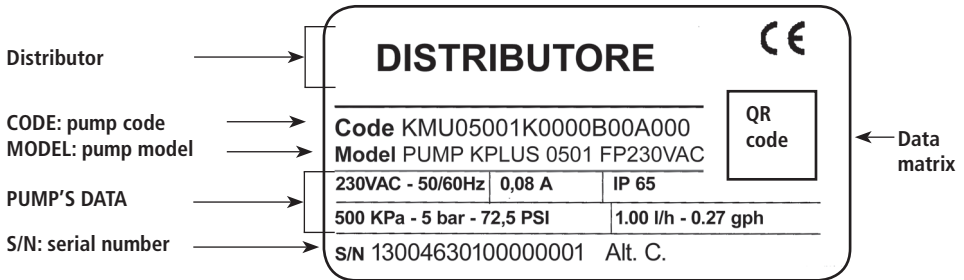 Distributor
DISTRIBUTORE
CE
CODE: pump code
MODEL: pump model
Code KMU05001K0000B00A000
Model PUMP KPLUS 0501 FP230VAC
QR
code
Data
matrix
PUMP'S DATA
230VAC - 50/60Hz 0,08 A IP 65
500 KPa - 5 bar - 72,5 PSI 1.00 l/h - 0.27 gph
S/N: serial number
S/N 13004630100000001 Alt. C.